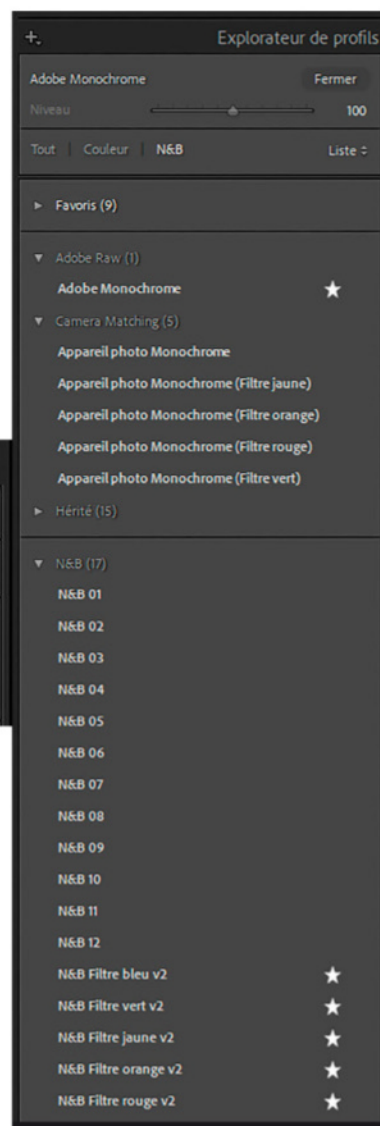 Explorateur de profils
Adobe Monochrome Fermer
Niveau 100
Tout | Couleur | N&B Liste
Favoris (9)
Adobe Raw (1)
Adobe Monochrome
Camera Matching (5)
Appareil photo Monochrome
Appareil photo Monochrome (Filtre jaune)
Appareil photo Monochrome (Filtre orange)
Appareil photo Monochrome (Filtre rouge)
Appareil photo Monochrome (Filtre vert)
Hérité (15)
N&B (17)
N&B 01
N&B 02
N&B 03
N&B 04
N&B 05
N&B 06
N&B 07
N&B 08
N&B 09
N&B 10
N&B 11
N&B 12
N&B Filtre bleu v2
N&B Filtre vert v2
N&B Filtre jaune v2
N&B Filtre orange v2
N&B Filtre rouge v2